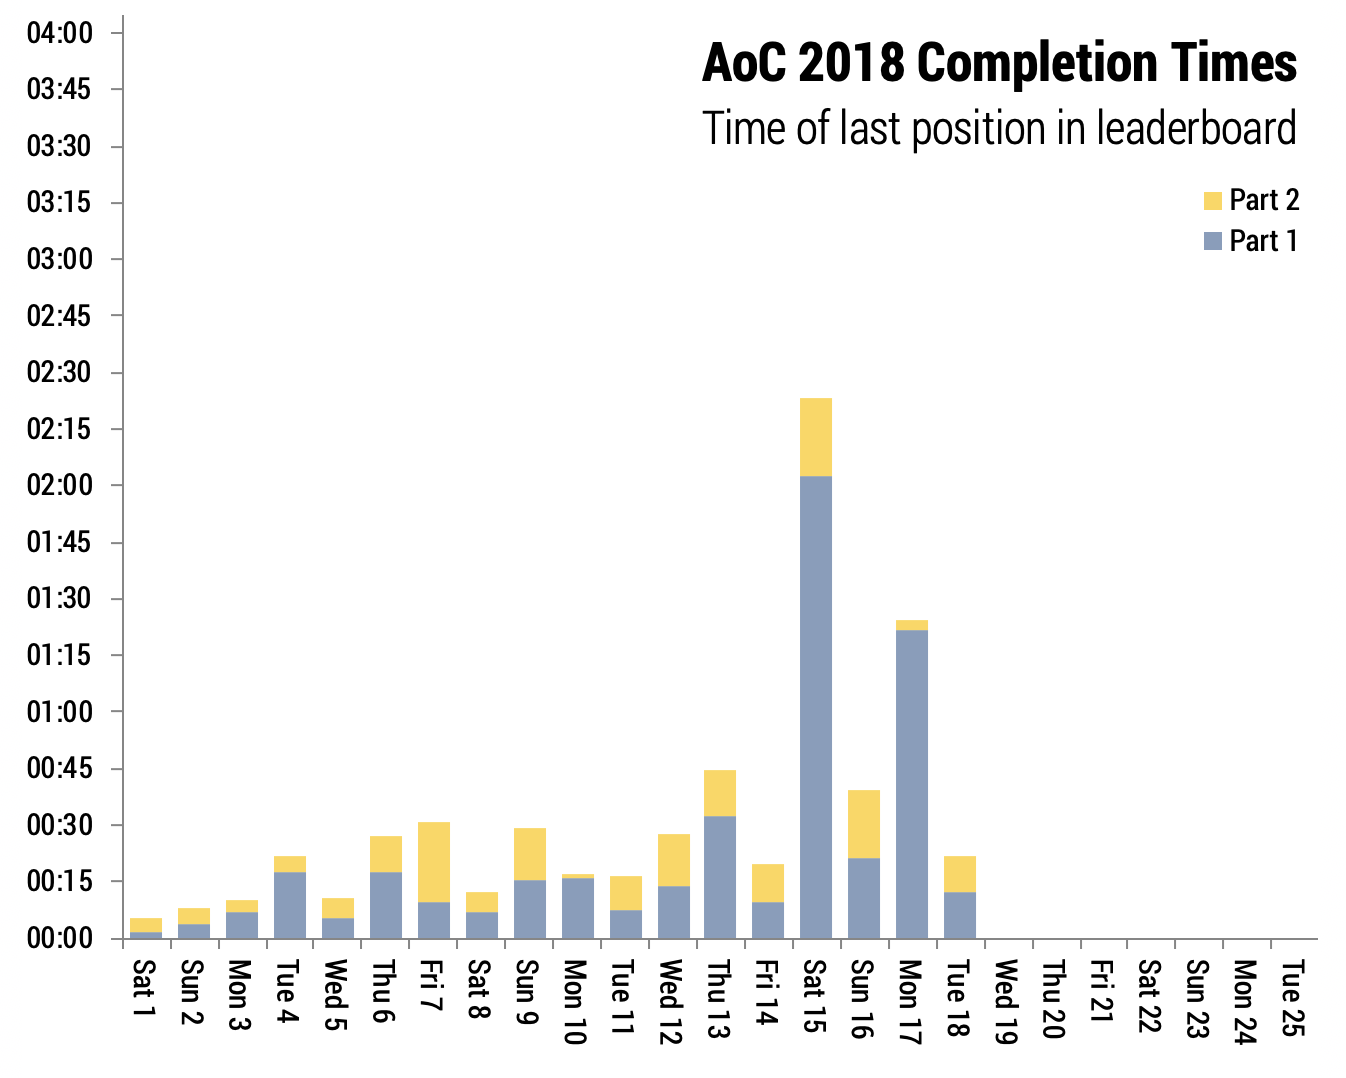 AoC 2018 Completion Times
Time of last position in leaderboard
Part 2
Part 1
04:00
03:45
03:30
03:15
03:00
02:45
02:30
02:15
02:00
01:45
01:30
01:15
01:00
00:45
00:30
00:15
00:00
Sat 1
Sun 2
Mon 3
Tue 4
Wed 5
Thu 6
Fri 7
Sat 8
Sun 9
Mon 10
Tue 11
Wed 12
Thu 13
Fri 14
Sat 15
Sun 16
Mon 17
Tue 18
Wed 19
Thu 20
Fri 21
Sat 22
Sun 23
Mon 24
Tue 25